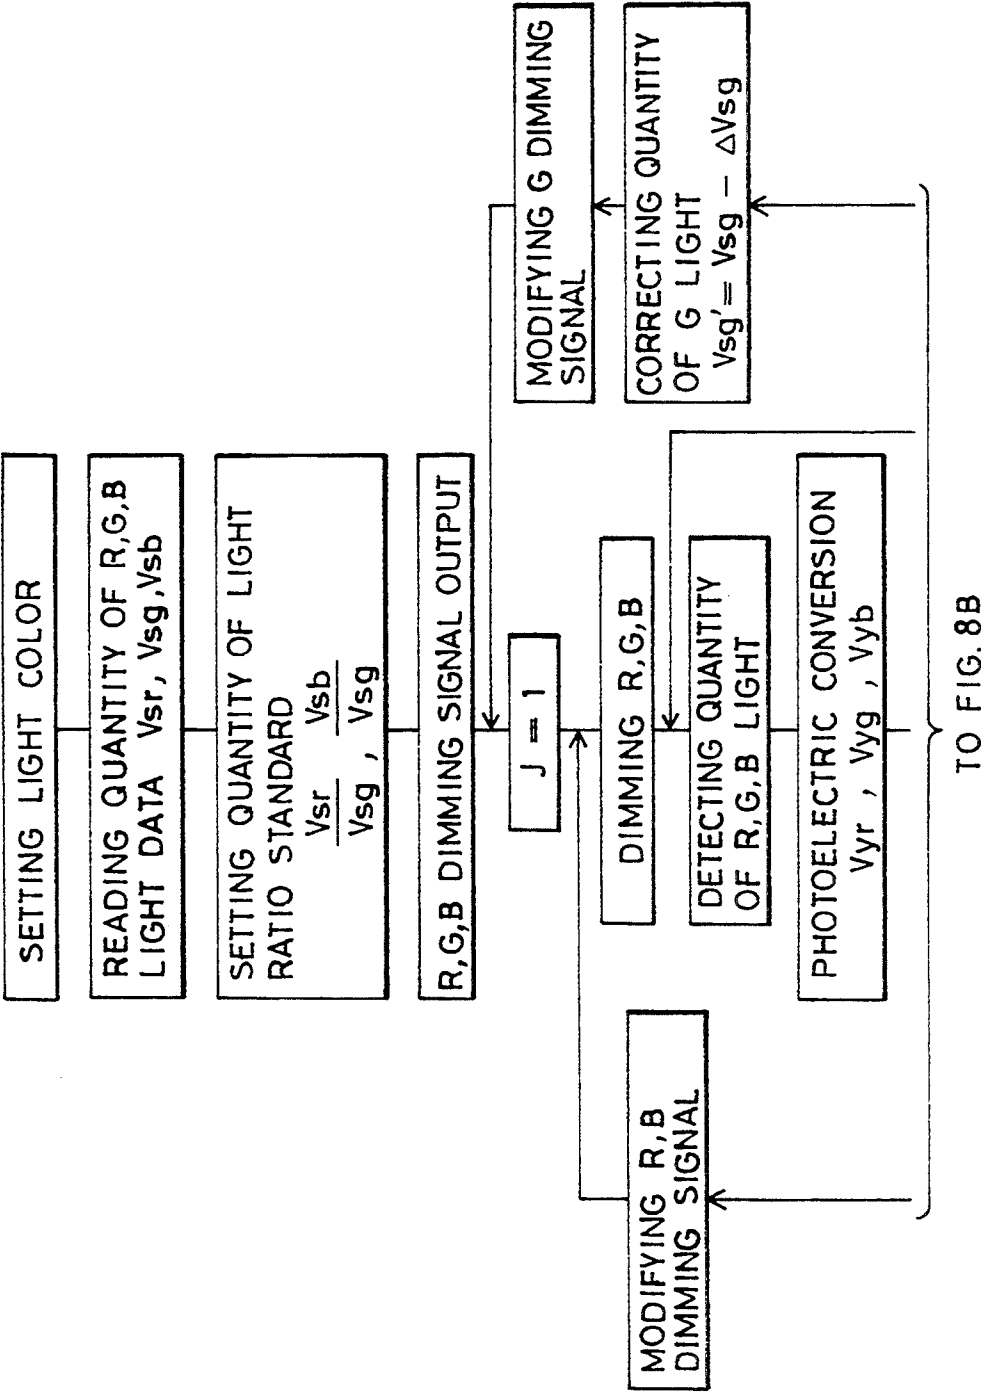 SETTING LIGHT COLOR
READING QUANTITY OF R,G,B
LIGHT DATA Vsr, Vsg, Vsb
SETTING QUANTITY OF LIGHT
RATIO STANDARD
Vsr/Vsg , Vsb/Vsg
R,G,B DIMMING SIGNAL OUTPUT
J = 1
DIMMING R,G,B
DETECTING QUANTITY
OF R,G,B LIGHT
PHOTOELECTRIC CONVERSION
Vyr , Vyg , Vyb
MODIFYING R,B
DIMMING SIGNAL
MODIFYING G DIMMING
SIGNAL
CORRECTING QUANTITY
OF G LIGHT
Vsg' = Vsg - ΔVsg
TO FIG. 8B